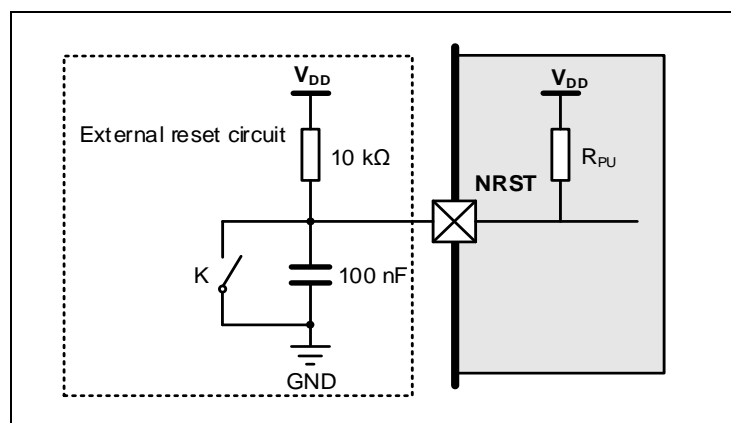 V_DD
V_DD
External reset circuit
10 kΩ
R_PU
NRST
K
100 nF
GND